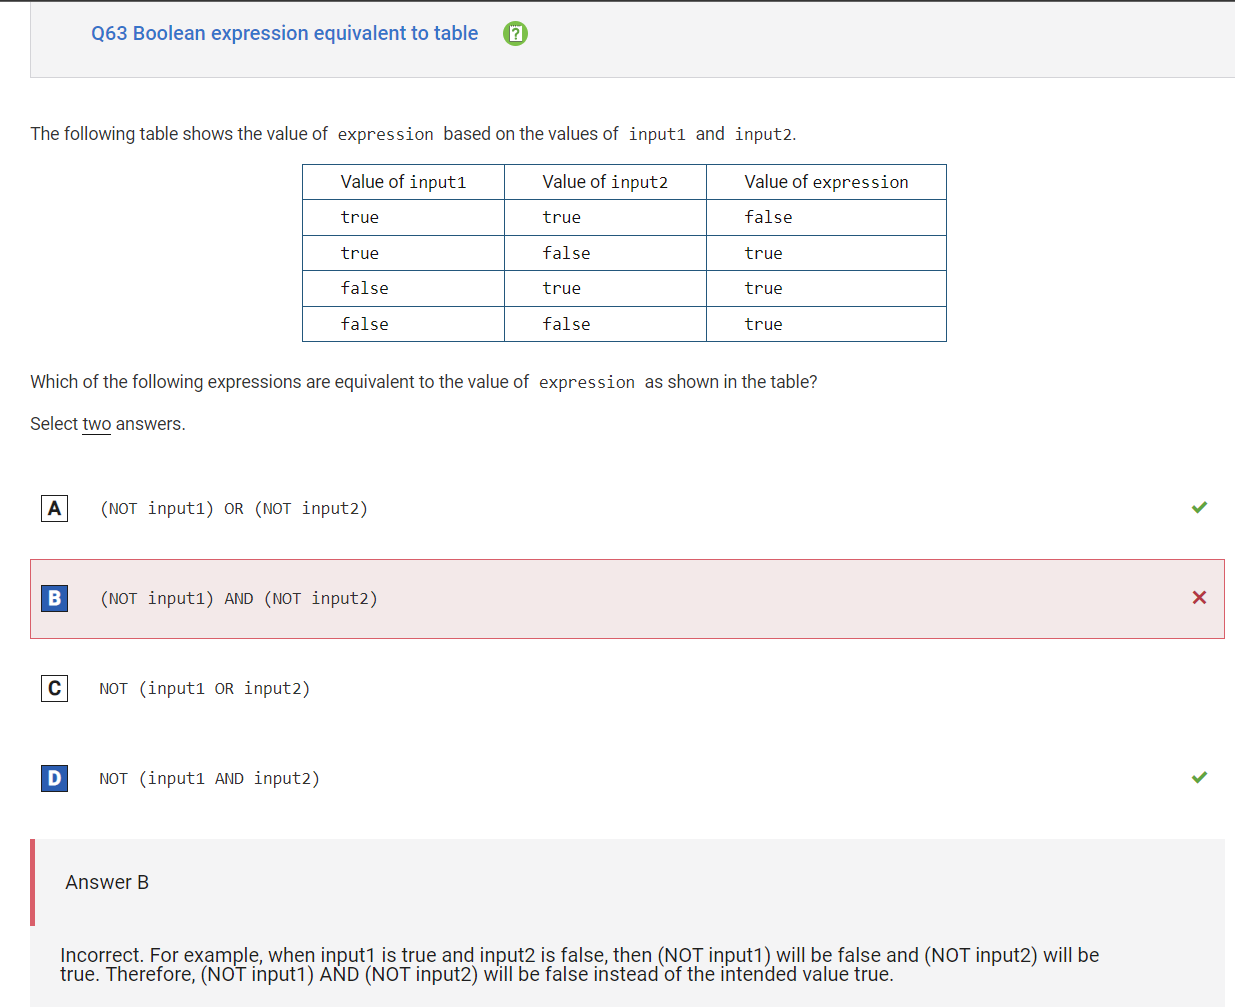 Q63 Boolean expression equivalent to table ?
The following table shows the value of expression based on the values of input1 and input2.
Value of input1 Value of input2 Value of expression
true true false
true false true
false true true
false false true
Which of the following expressions are equivalent to the value of expression as shown in the table?
Select two answers.
A (NOT input1) OR (NOT input2)
B (NOT input1) AND (NOT input2)
C NOT (input1 OR input2)
D NOT (input1 AND input2)
Answer B
Incorrect. For example, when input1 is true and input2 is false, then (NOT input1) will be false and (NOT input2) will be
true. Therefore, (NOT input1) AND (NOT input2) will be false instead of the intended value true.